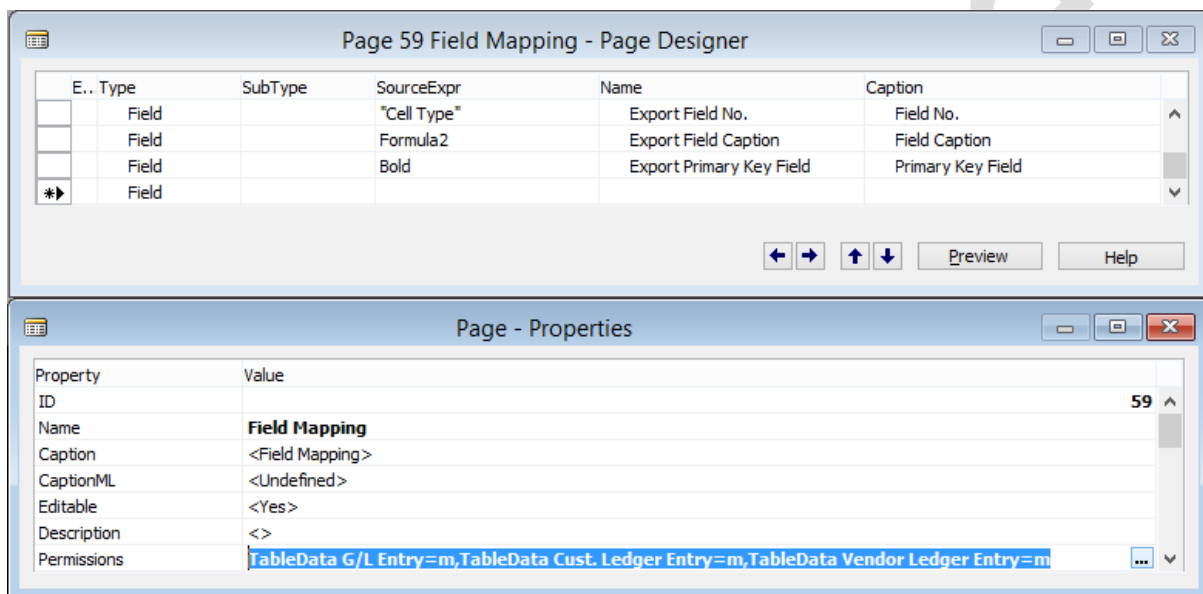 Page 59 Field Mapping - Page Designer
E.. Type SubType SourceExpr Name Caption
Field "Cell Type" Export Field No. Field No.
Field Formula2 Export Field Caption Field Caption
Field Bold Export Primary Key Field Primary Key Field
Field
Preview Help
Page - Properties
Property Value
ID 59
Name Field Mapping
Caption <Field Mapping>
CaptionML <Undefined>
Editable <Yes>
Description <>
Permissions TableData G/L Entry=m,TableData Cust. Ledger Entry=m,TableData Vendor Ledger Entry=m ...